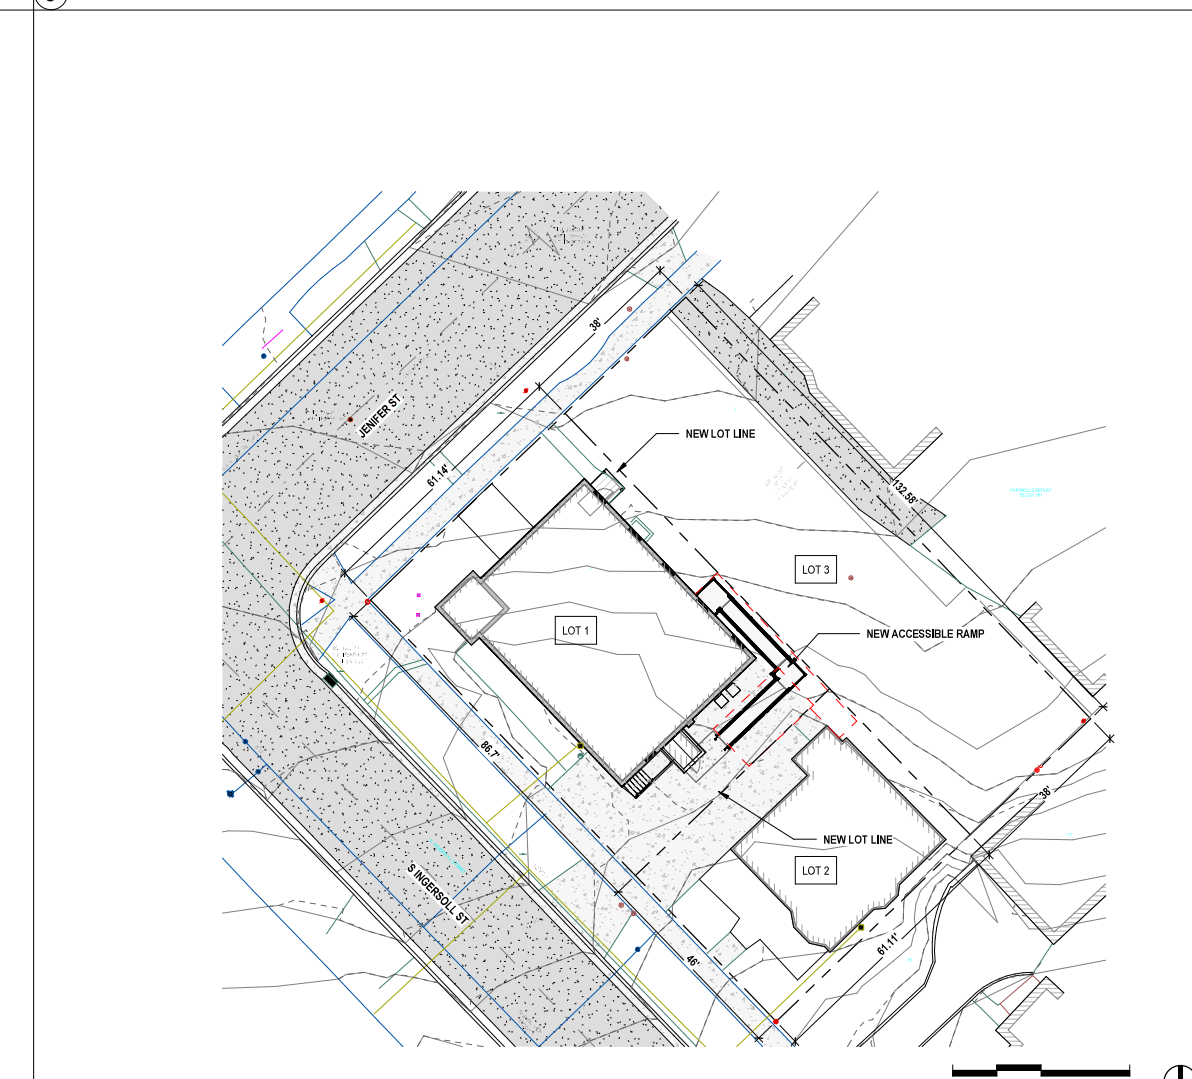 38'
JENIFER ST
61.14'
NEW LOT LINE
132.58'
LOT 3
LOT 1
NEW ACCESSIBLE RAMP
86.7'
38'
NEW LOT LINE
LOT 2
S INGERSOLL ST
61.11'
46'